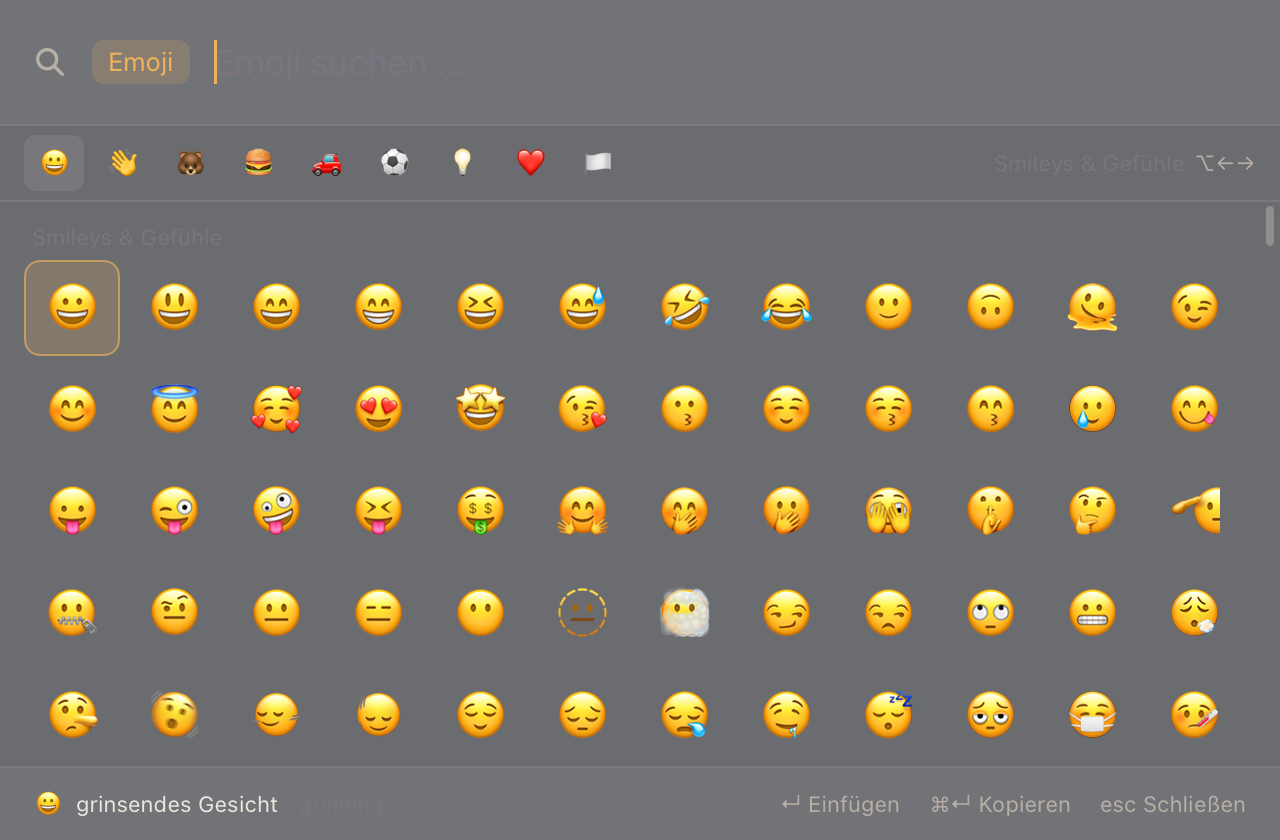 Emoji Emoji suchen ...
Smileys & Gefühle ⌥←→
Smileys & Gefühle
grinsendes Gesicht :grinning: ↵ Einfügen ⌘↵ Kopieren esc Schließen